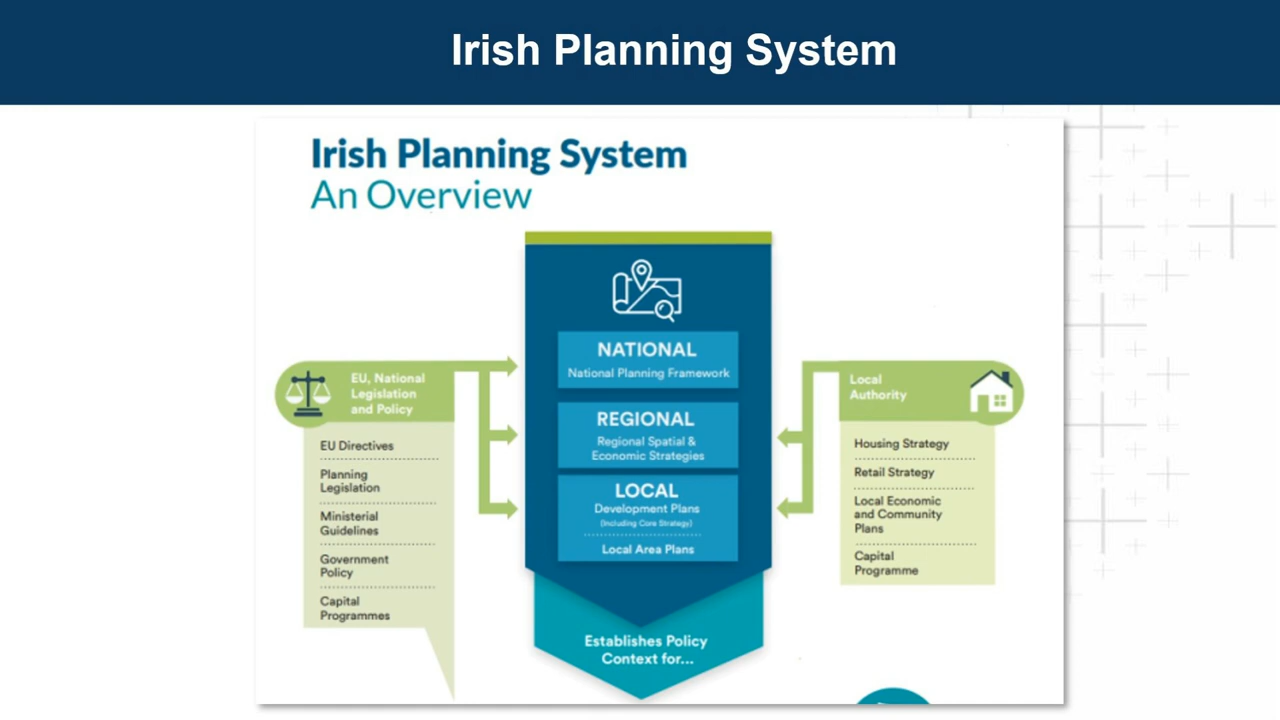 Irish Planning System
Irish Planning System
An Overview
NATIONAL
National Planning Framework
REGIONAL
Regional Spatial &
Economic Strategies
LOCAL
Development Plans
(Including Core Strategy)
Local Area Plans
Establishes Policy
Context for...
EU, National
Legislation
and Policy
EU Directives
Planning
Legislation
Ministerial
Guidelines
Government
Policy
Capital
Programmes
Local
Authority
Housing Strategy
Retail Strategy
Local Economic
and Community
Plans
Capital
Programme